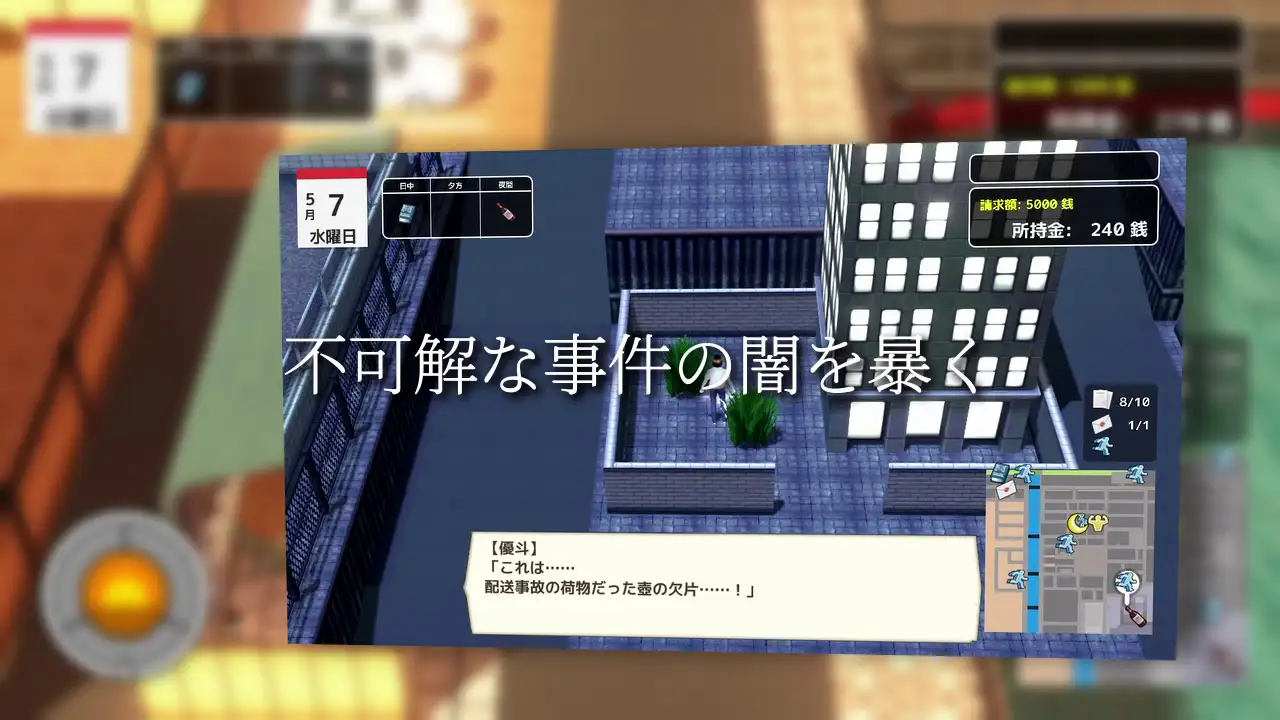 5月
7
水曜日
日中
夕方
夜間
請求額: 5000 銭
所持金: 240 銭
不可解な事件の闇を暴く
8/10
1/1
【優斗】
「これは……
配送事故の荷物だった壺の欠片……！」